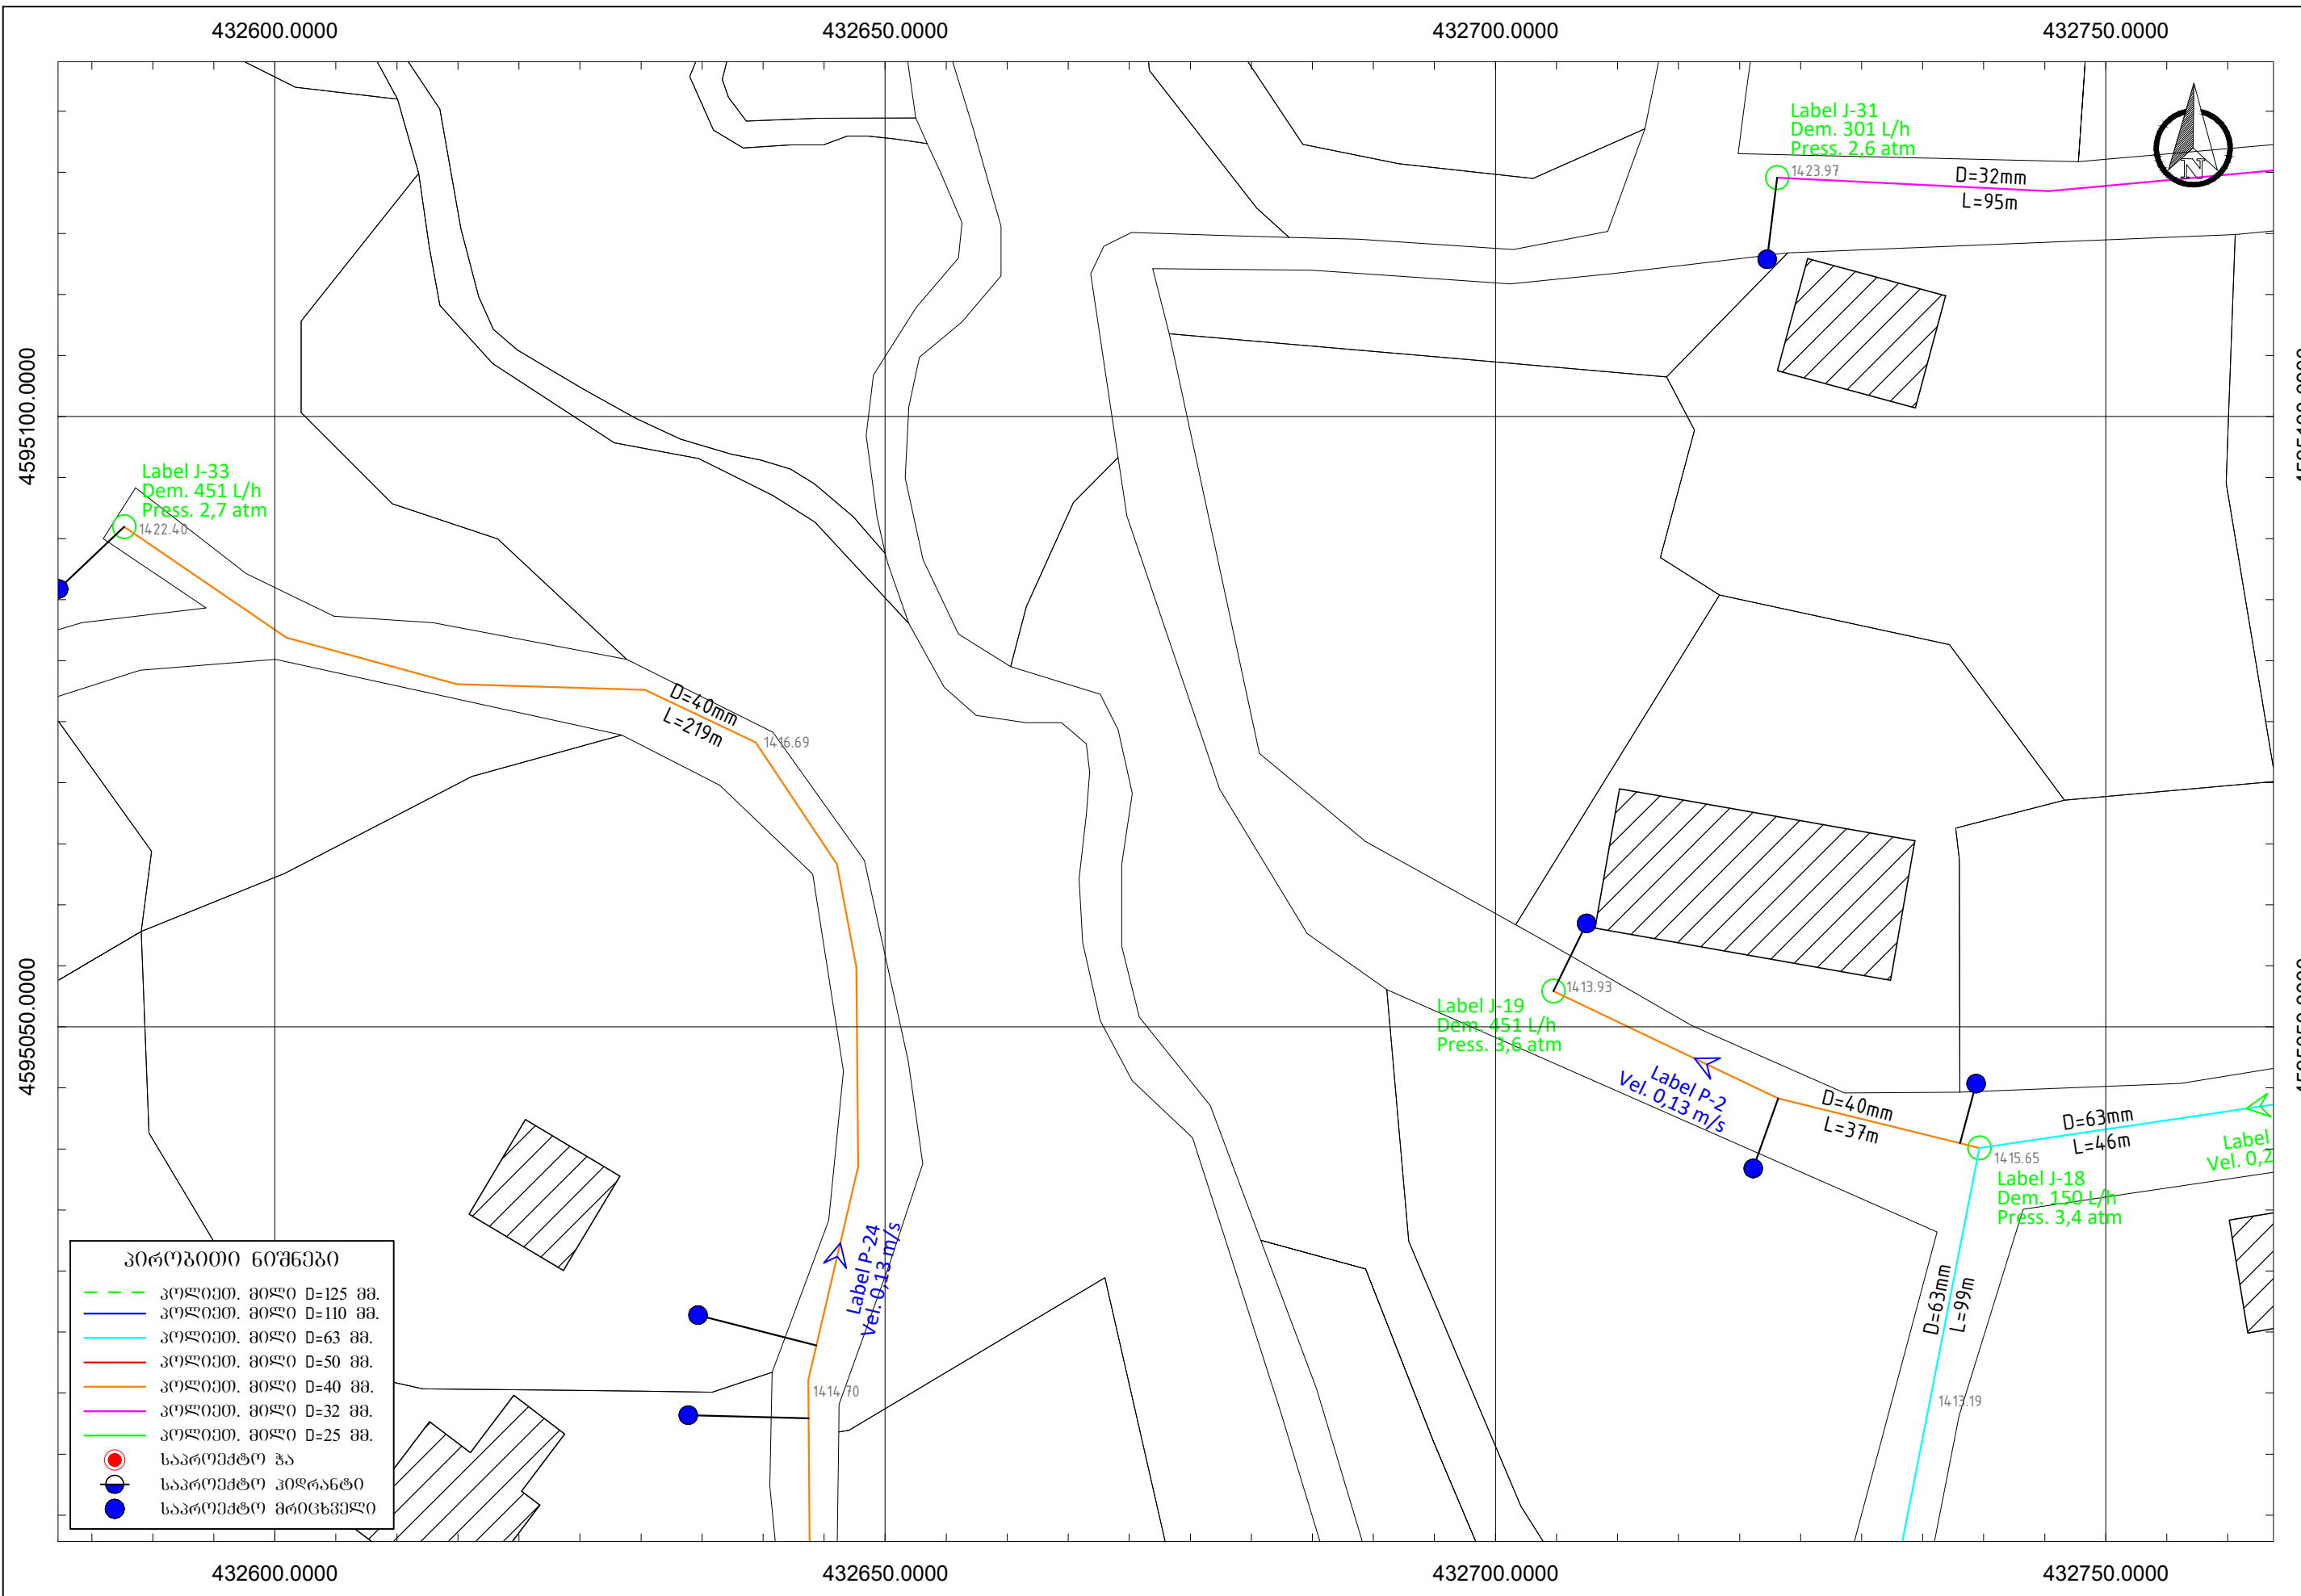 432600.0000
432650.0000
432700.0000
432750.0000
Label J-31
Dem. 301 L/h
Press. 2,6 atm
1423.97
D=32mm
L=95m
N
4595100.0000
Label J-33
Dem. 451 L/h
Press. 2,7 atm
1422.40
D=40mm
L=219m
1416.69
4595050.0000
1413.93
Label J-19
Dem. 451 L/h
Press. 3,6 atm
Label P-2
Vel. 0,13 m/s
D=40mm
L=37m
D=63mm
L=46m
Label
Vel. 0,2
1415.65
Label J-18
Dem. 150 L/h
Press. 3,4 atm
Label P-24
Vel. 0,13 m/s
D=63mm
L=99m
1414.70
1413.19
პირობითი ნიშნები
პოლიეთ. მილი D=125 მმ.
პოლიეთ. მილი D=110 მმ.
პოლიეთ. მილი D=63 მმ.
პოლიეთ. მილი D=50 მმ.
პოლიეთ. მილი D=40 მმ.
პოლიეთ. მილი D=32 მმ.
პოლიეთ. მილი D=25 მმ.
საპროექტო ჭა
საპროექტო ჰიდრანტი
საპროექტო მრიცხველი
432600.0000
432650.0000
432700.0000
432750.0000